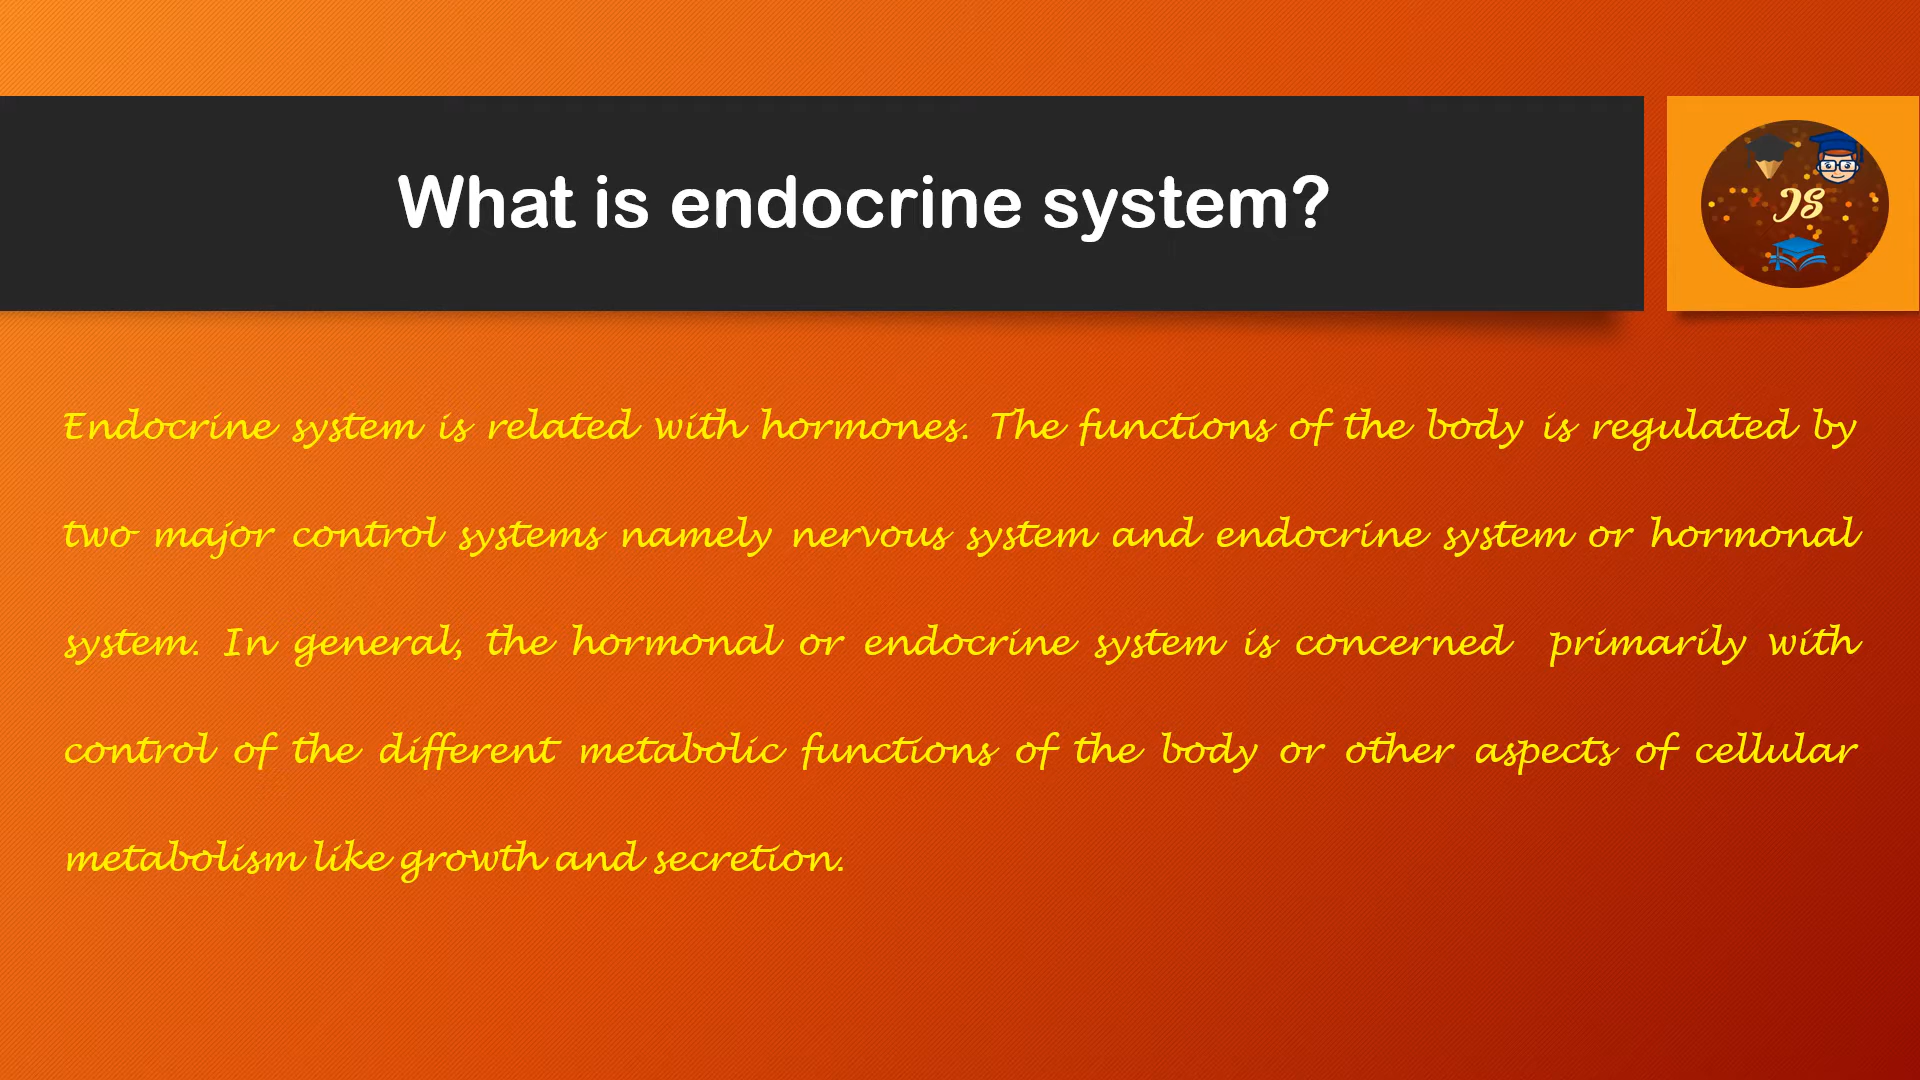 What is endocrine system?
JS
Endocrine system is related with hormones. The functions of the body is regulated by
two major control systems namely nervous system and endocrine system or hormonal
system. In general, the hormonal or endocrine system is concerned primarily with
control of the different metabolic functions of the body or other aspects of cellular
metabolism like growth and secretion.